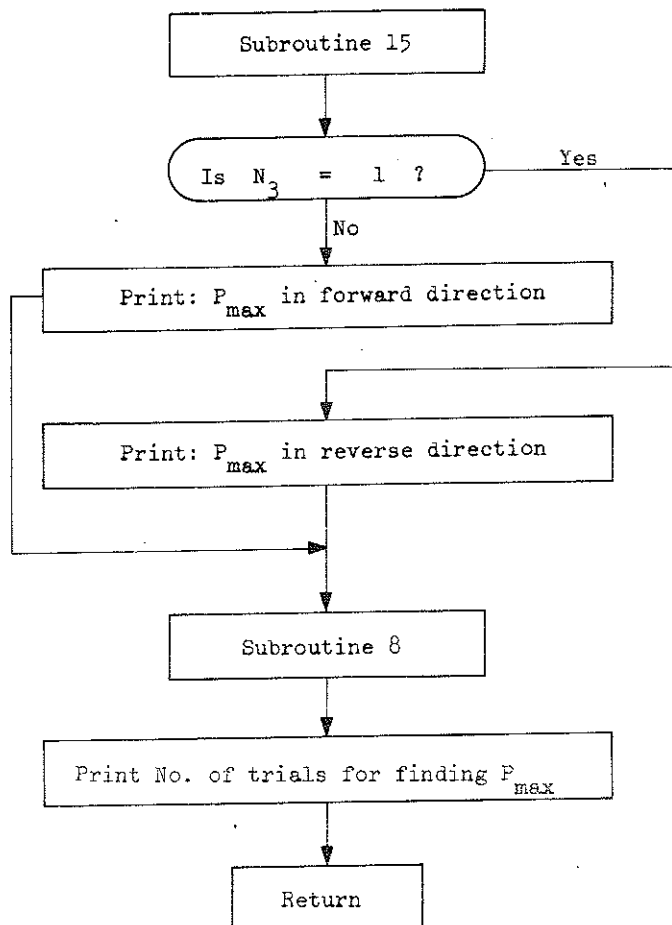 Subroutine 15
Is N3 = 1 ?
Yes
No
Print: Pmax in forward direction
Print: Pmax in reverse direction
Subroutine 8
Print No. of trials for finding Pmax
Return